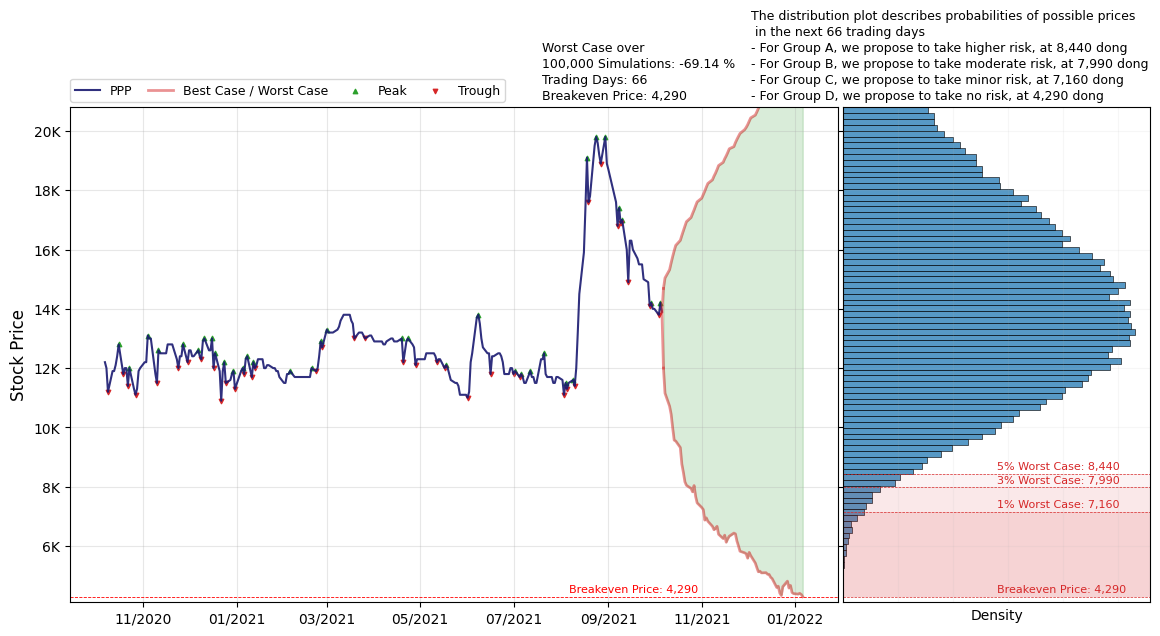 The distribution plot describes probabilities of possible prices
in the next 66 trading days
- For Group A, we propose to take higher risk, at 8,440 dong
- For Group B, we propose to take moderate risk, at 7,990 dong
- For Group C, we propose to take minor risk, at 7,160 dong
- For Group D, we propose to take no risk, at 4,290 dong
Worst Case over
100,000 Simulations: -69.14 %
Trading Days: 66
Breakeven Price: 4,290
PPP
Best Case / Worst Case
Peak
Trough
Stock Price
20K
18K
16K
14K
12K
10K
8K
6K
Breakeven Price: 4,290
11/2020
01/2021
03/2021
05/2021
07/2021
09/2021
11/2021
01/2022
5% Worst Case: 8,440
3% Worst Case: 7,990
1% Worst Case: 7,160
Breakeven Price: 4,290
Density